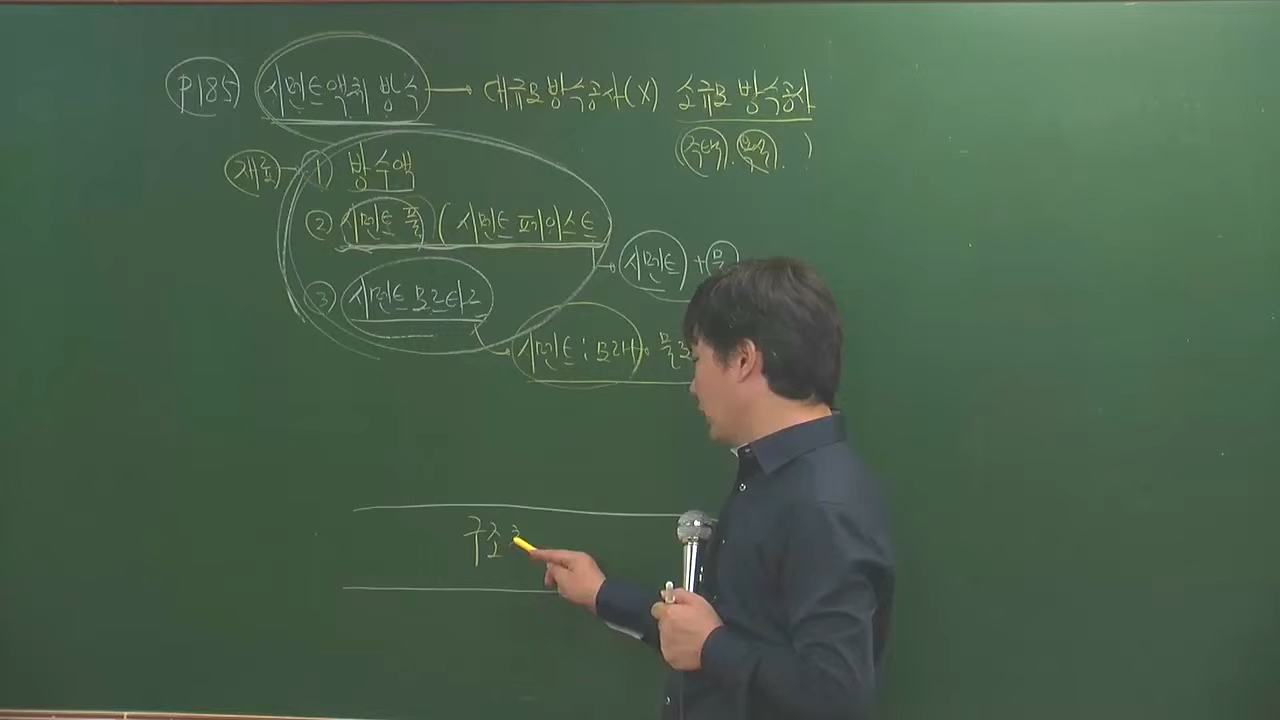 P185 시멘트액체 방수 → 대규모 방수공사(X) 소규모 방수공사
(주택, 욕실, )
재료 → ① 방수액
② 시멘트 풀 (시멘트 페이스트
→ 시멘트 + 물
③ 시멘트 모르타르
→ 시멘트 : 모래
구조